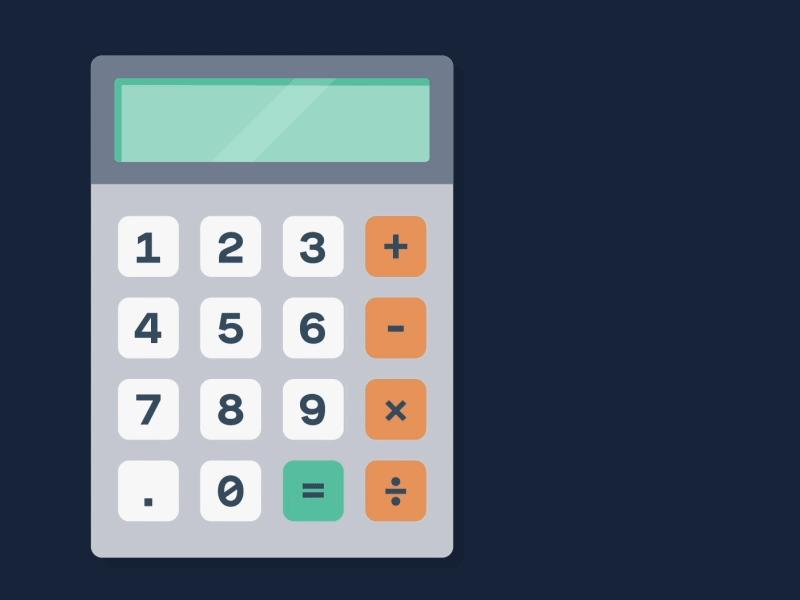 1 2 3 +
4 5 6 -
7 8 9 ×
. 0 = ÷